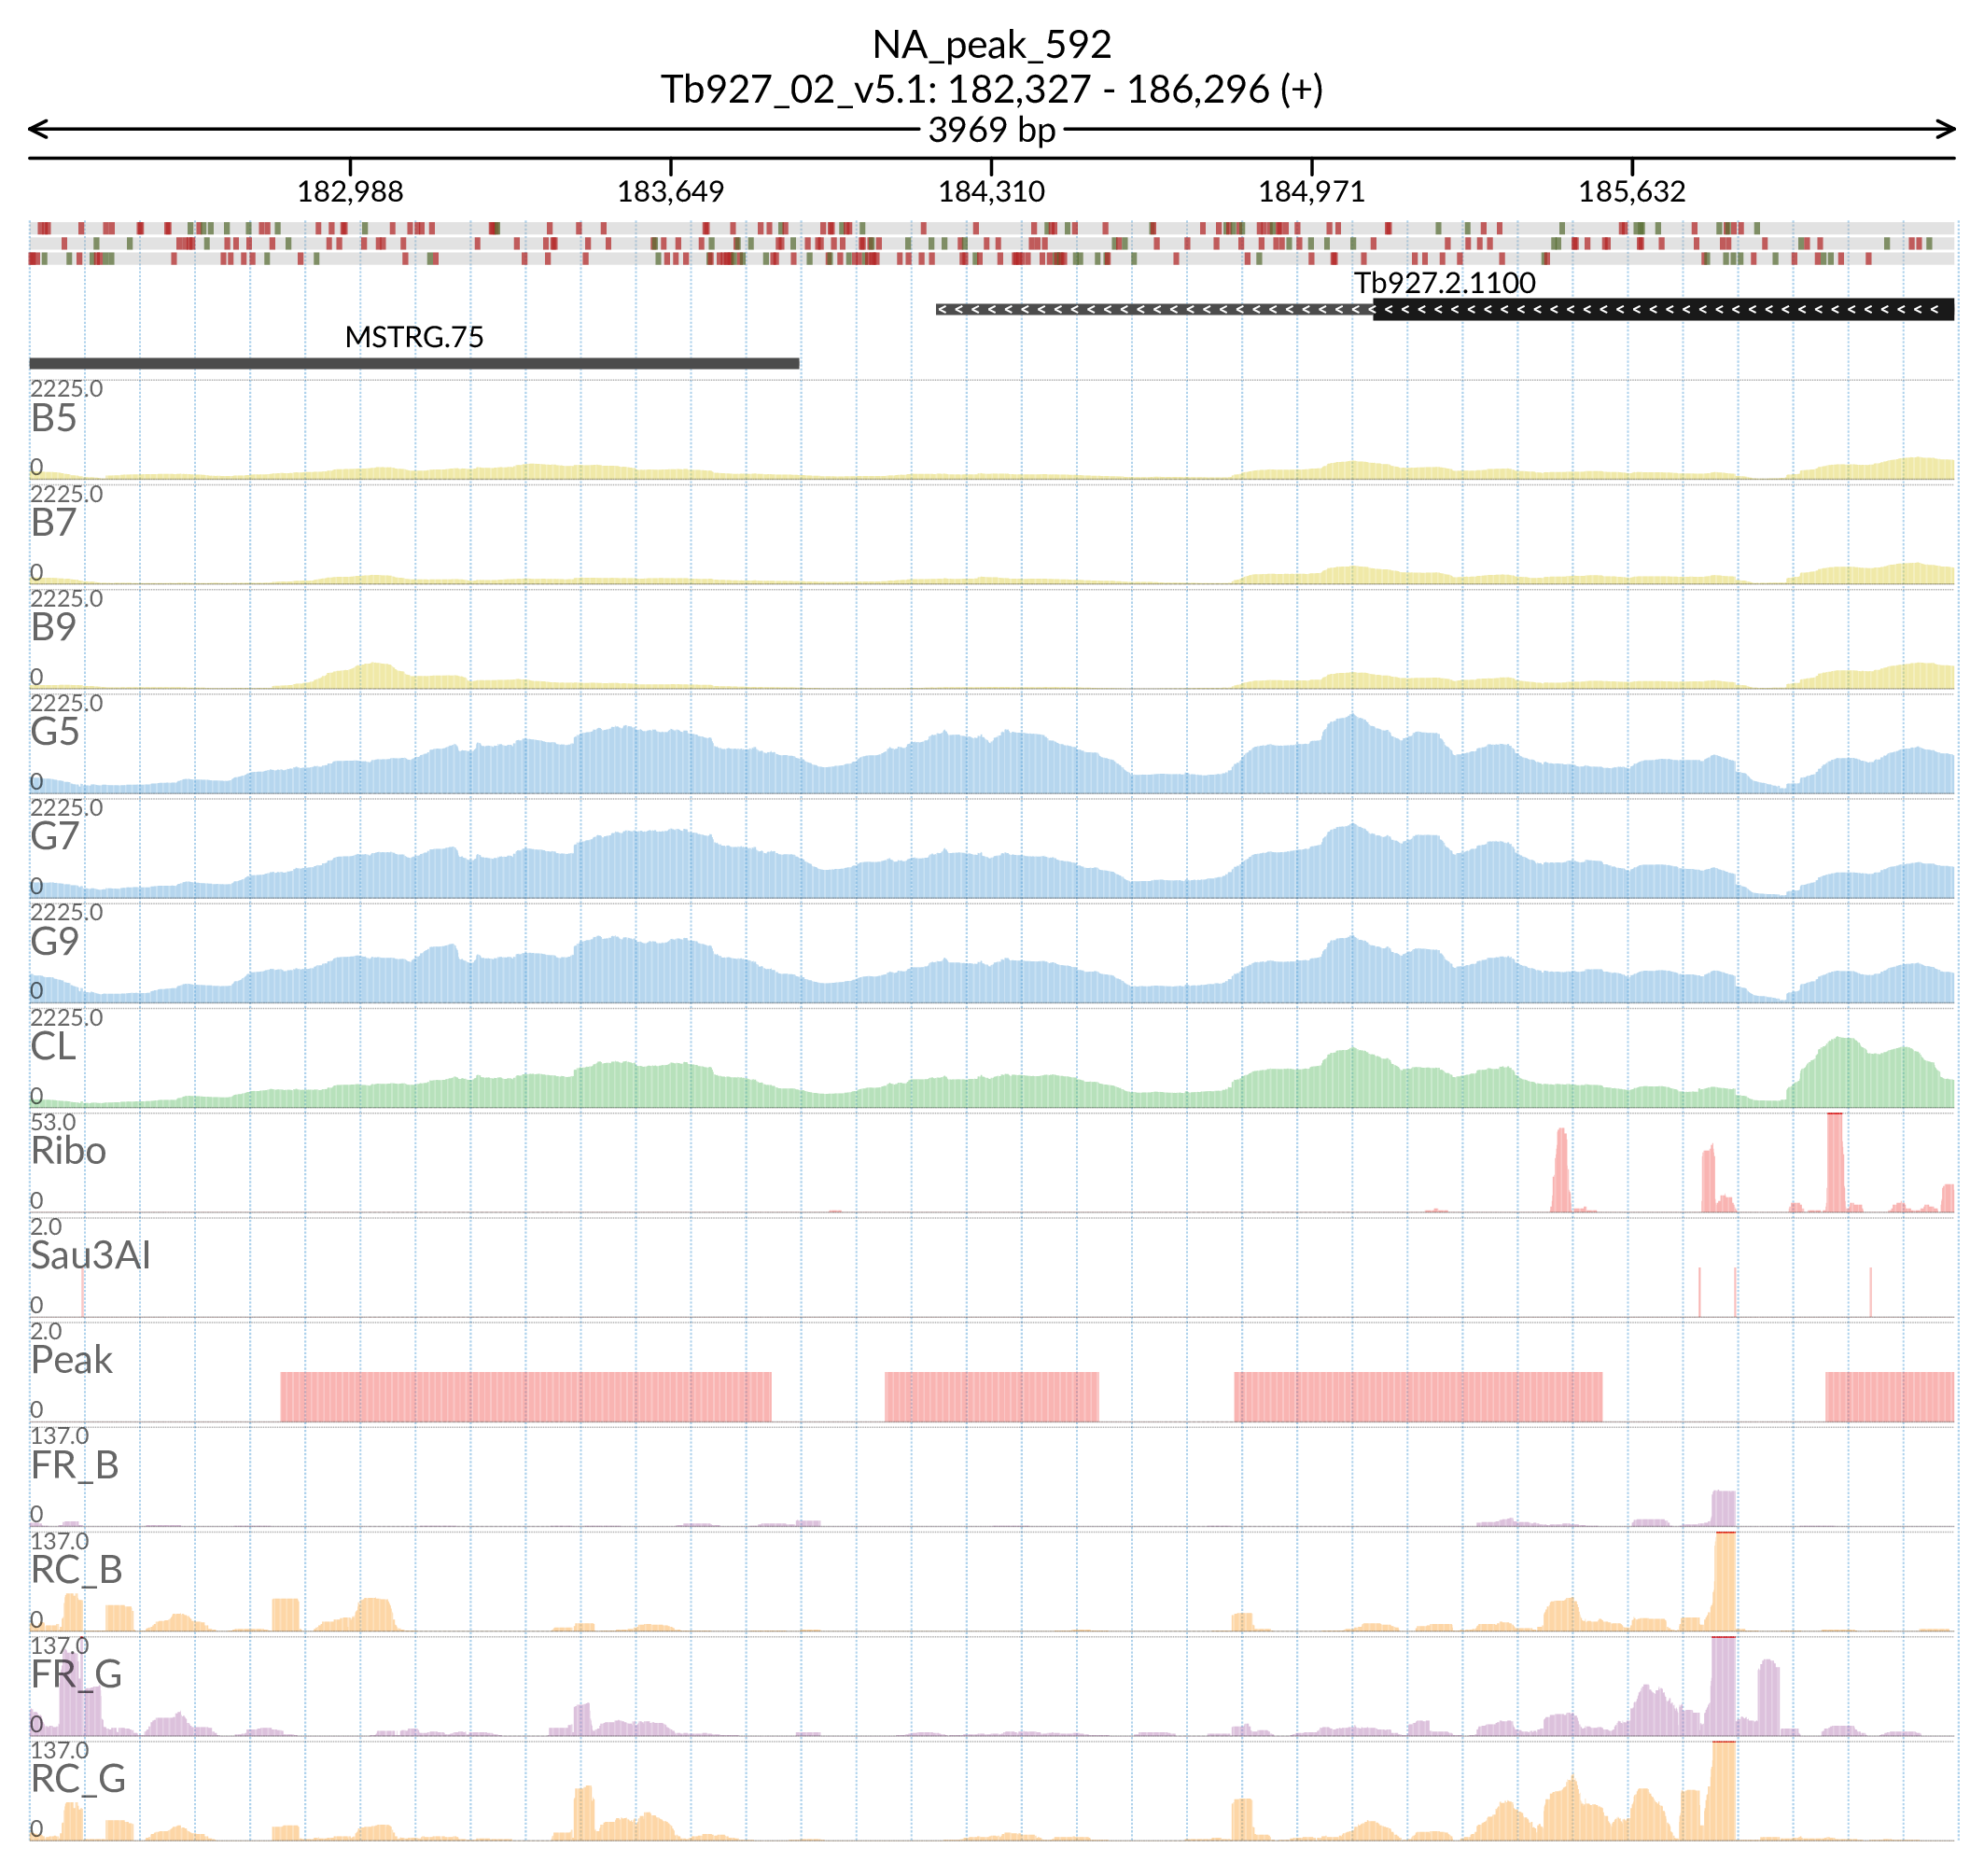 NA_peak_592
Tb927_02_v5.1: 182,327 - 186,296 (+)
3969 bp
182,988 183,649 184,310 184,971 185,632
Tb927.2.1100
MSTRG.75
2225.0
B5
0
2225.0
B7
0
2225.0
B9
0
2225.0
G5
0
2225.0
G7
0
2225.0
G9
0
2225.0
CL
0
53.0
Ribo
0
2.0
Sau3AI
0
2.0
Peak
0
137.0
FR_B
0
137.0
RC_B
0
137.0
FR_G
0
137.0
RC_G
0